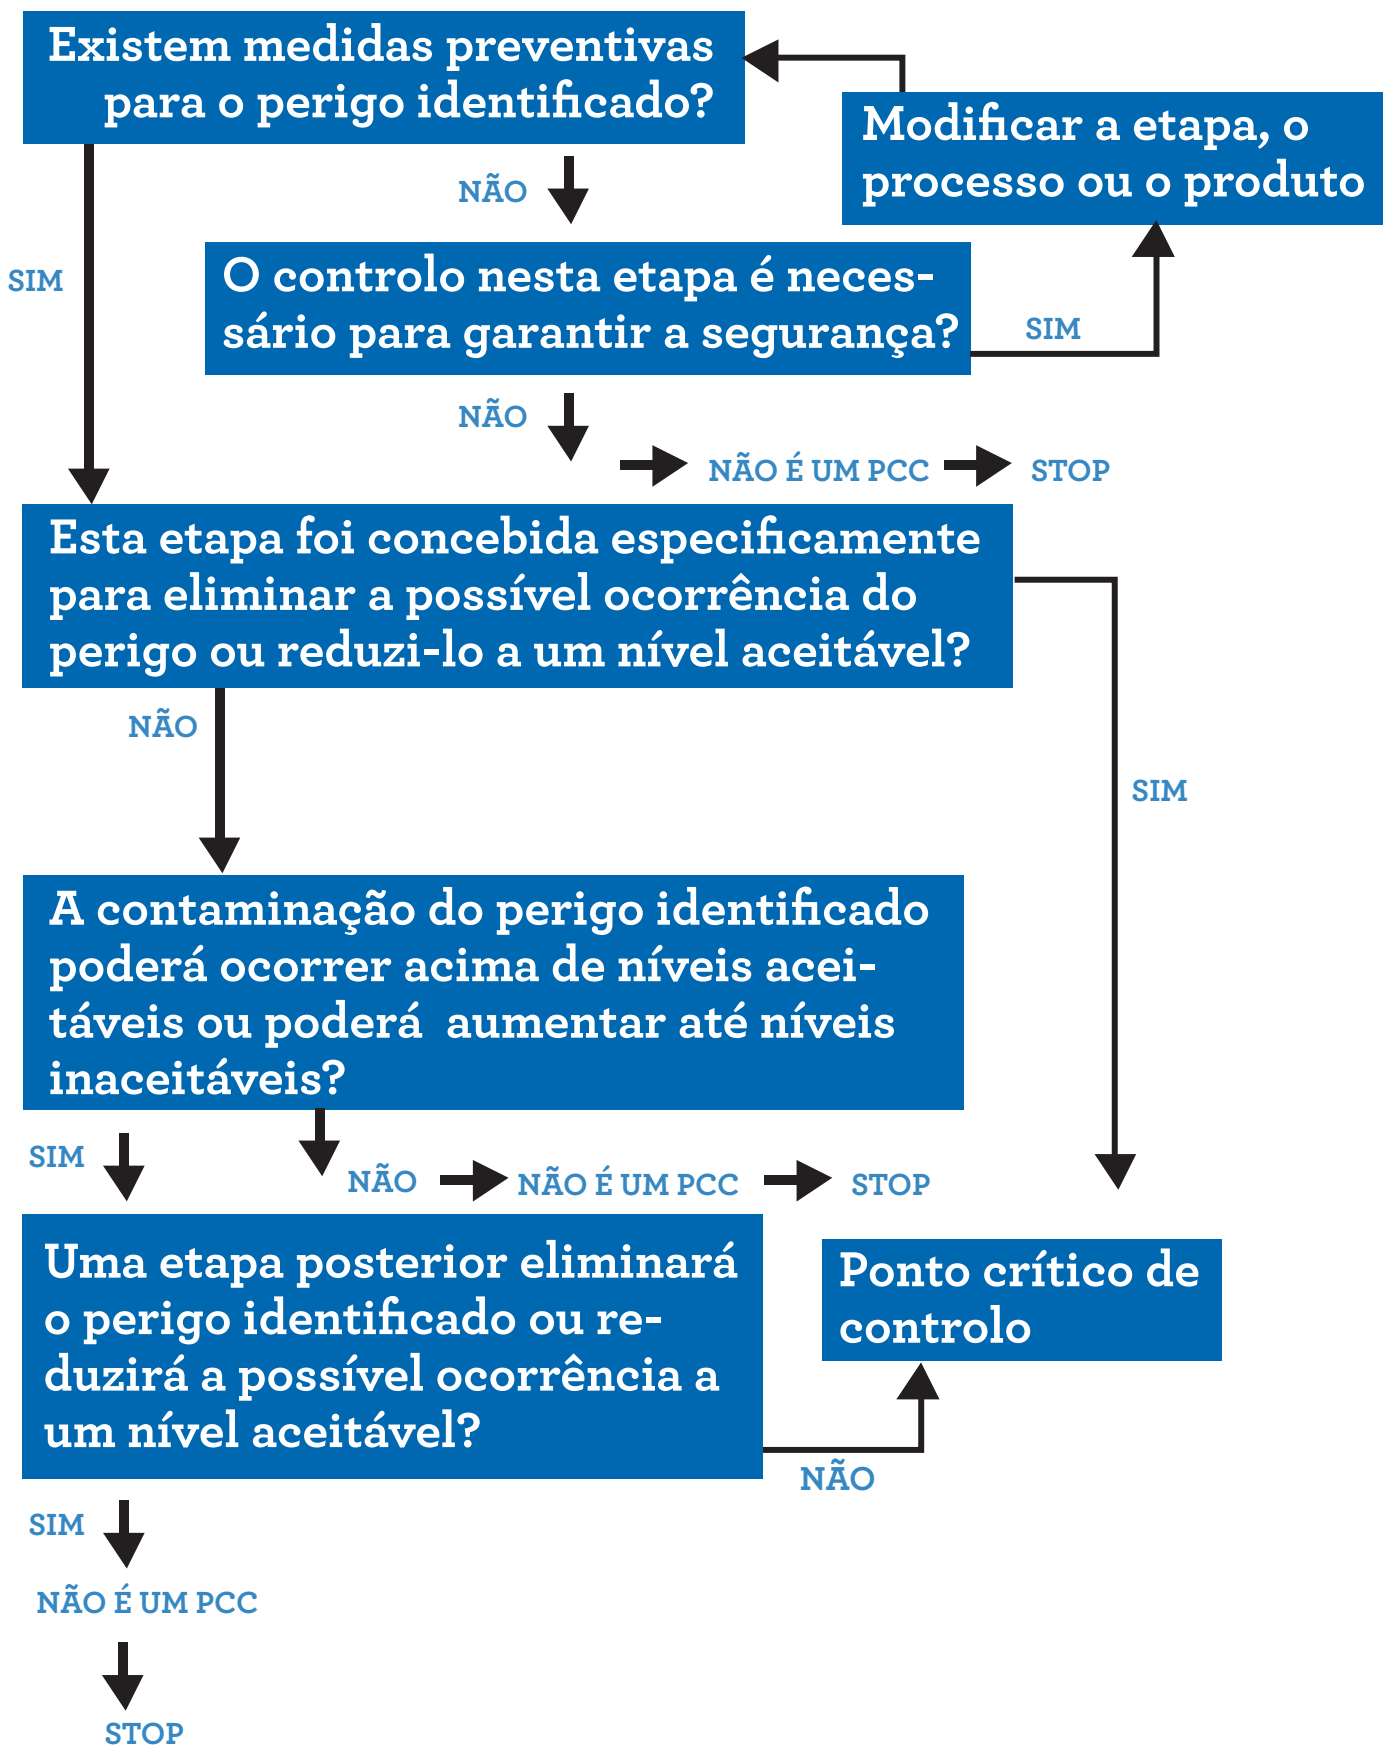 Existem medidas preventivas
para o perigo identificado?
Modificar a etapa, o
processo ou o produto
NÃO
SIM
O controlo nesta etapa é neces-
sário para garantir a segurança?
SIM
NÃO
NÃO É UM PCC
STOP
Esta etapa foi concebida especificamente
para eliminar a possível ocorrência do
perigo ou reduzi-lo a um nível aceitável?
NÃO
SIM
A contaminação do perigo identificado
poderá ocorrer acima de níveis acei-
táveis ou poderá  aumentar até níveis
inaceitáveis?
SIM
NÃO
NÃO É UM PCC
STOP
Uma etapa posterior eliminará
o perigo identificado ou re-
duzirá a possível ocorrência a
um nível aceitável?
Ponto crítico de
controlo
NÃO
SIM
NÃO É UM PCC
STOP